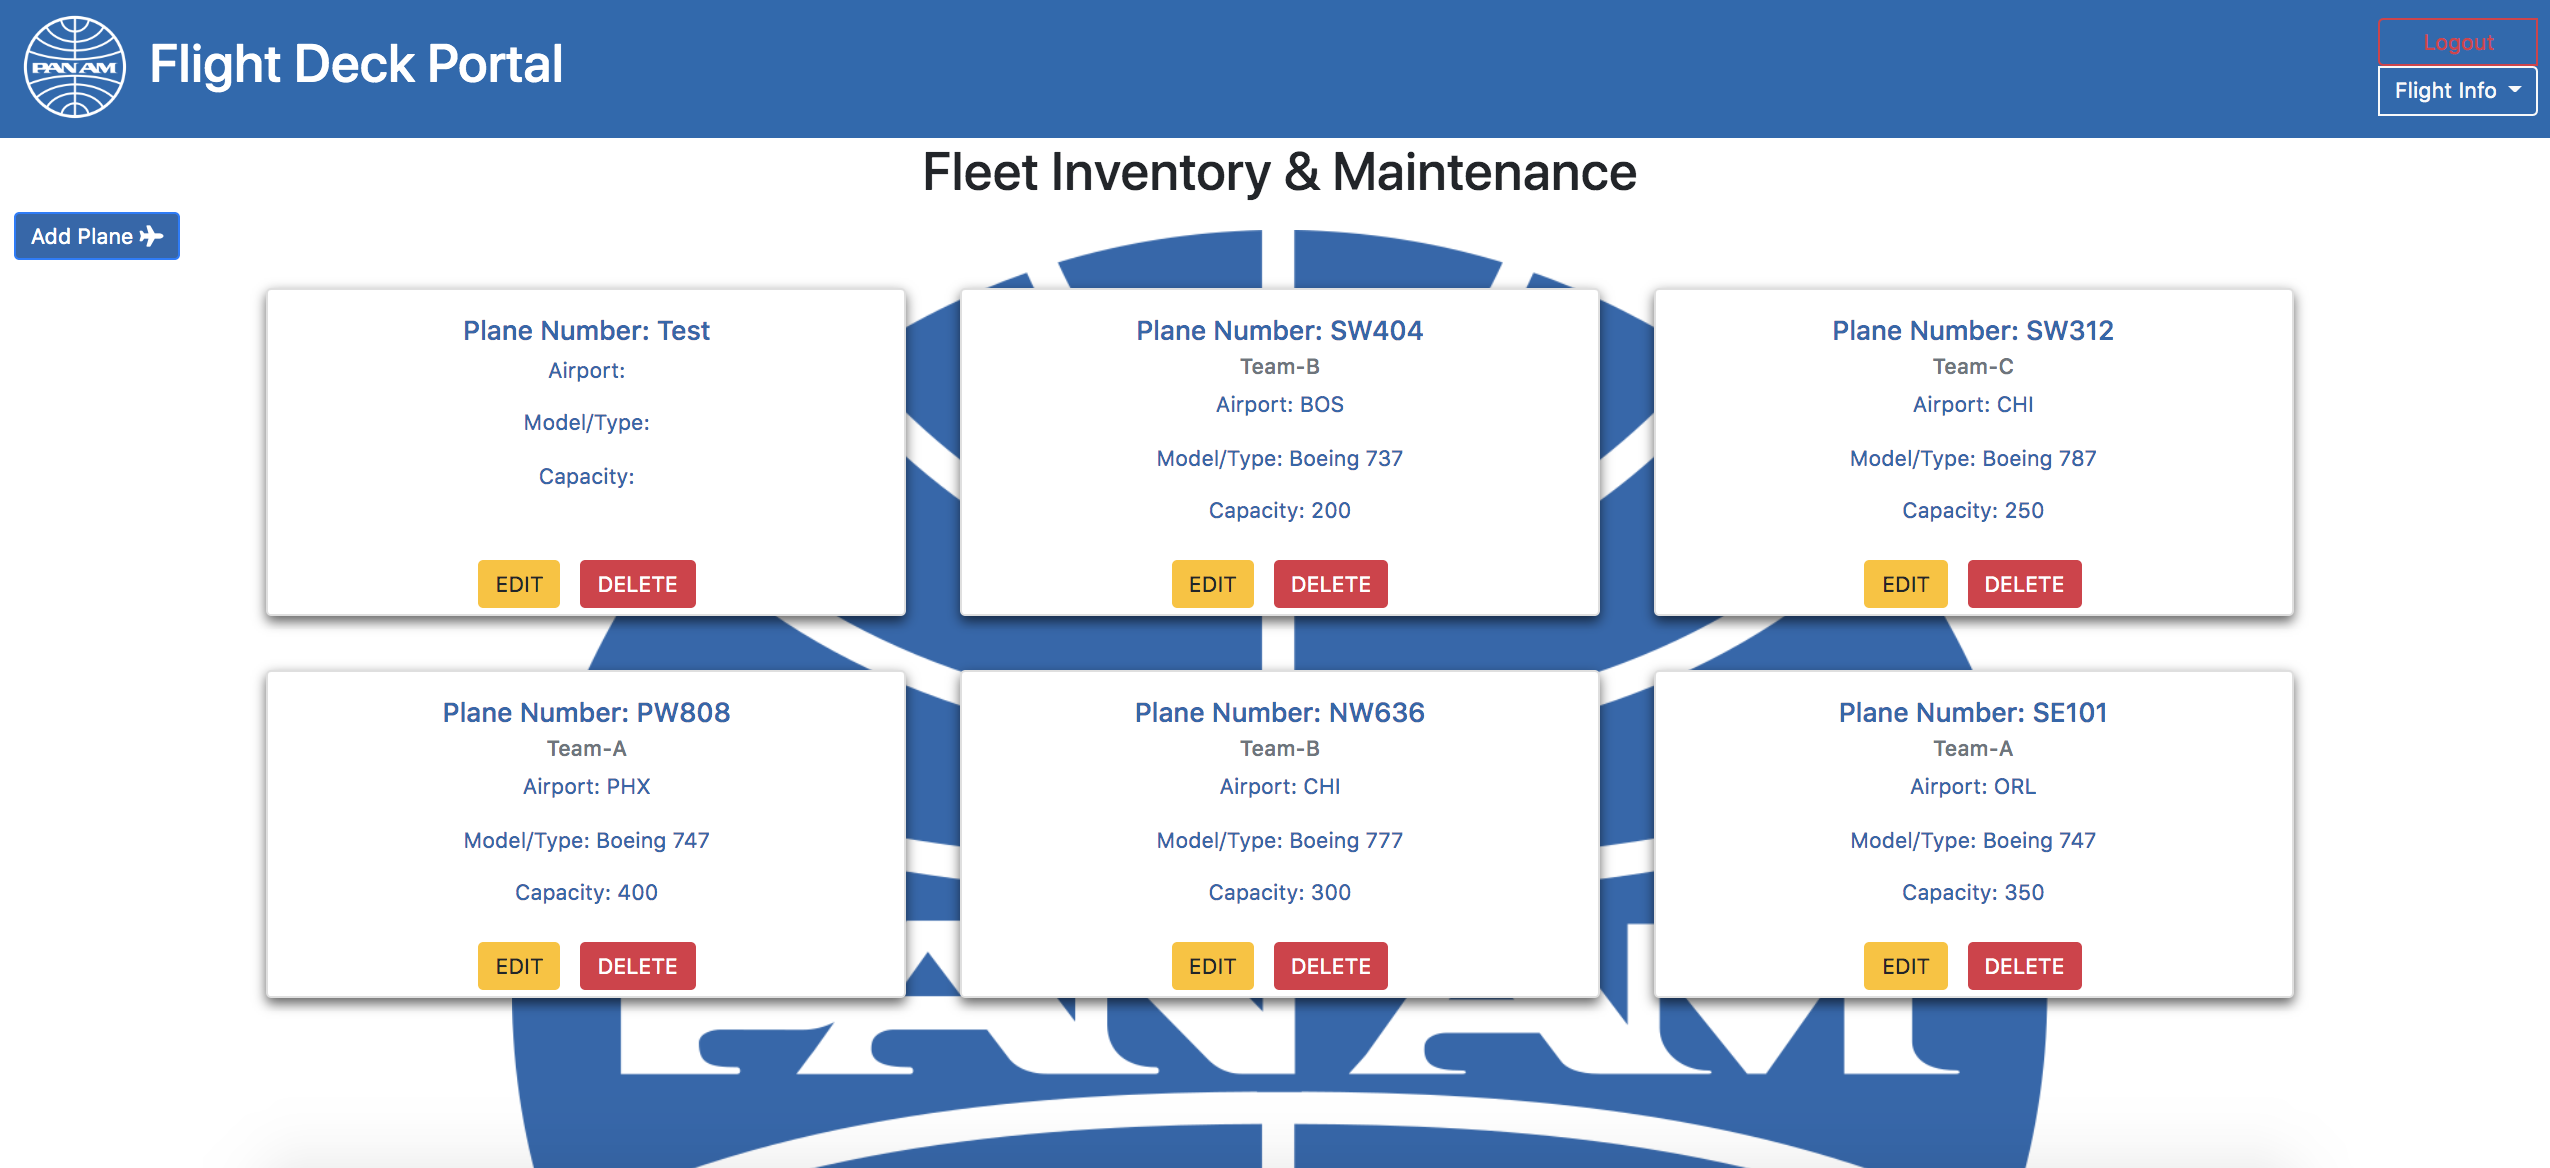 PAN AM
Flight Deck Portal
Logout
Flight Info
Fleet Inventory & Maintenance
Add Plane
Plane Number: Test
Airport:
Model/Type:
Capacity:
EDIT DELETE
Plane Number: SW404
Team-B
Airport: BOS
Model/Type: Boeing 737
Capacity: 200
EDIT DELETE
Plane Number: SW312
Team-C
Airport: CHI
Model/Type: Boeing 787
Capacity: 250
EDIT DELETE
Plane Number: PW808
Team-A
Airport: PHX
Model/Type: Boeing 747
Capacity: 400
EDIT DELETE
Plane Number: NW636
Team-B
Airport: CHI
Model/Type: Boeing 777
Capacity: 300
EDIT DELETE
Plane Number: SE101
Team-A
Airport: ORL
Model/Type: Boeing 747
Capacity: 350
EDIT DELETE
PAN AM